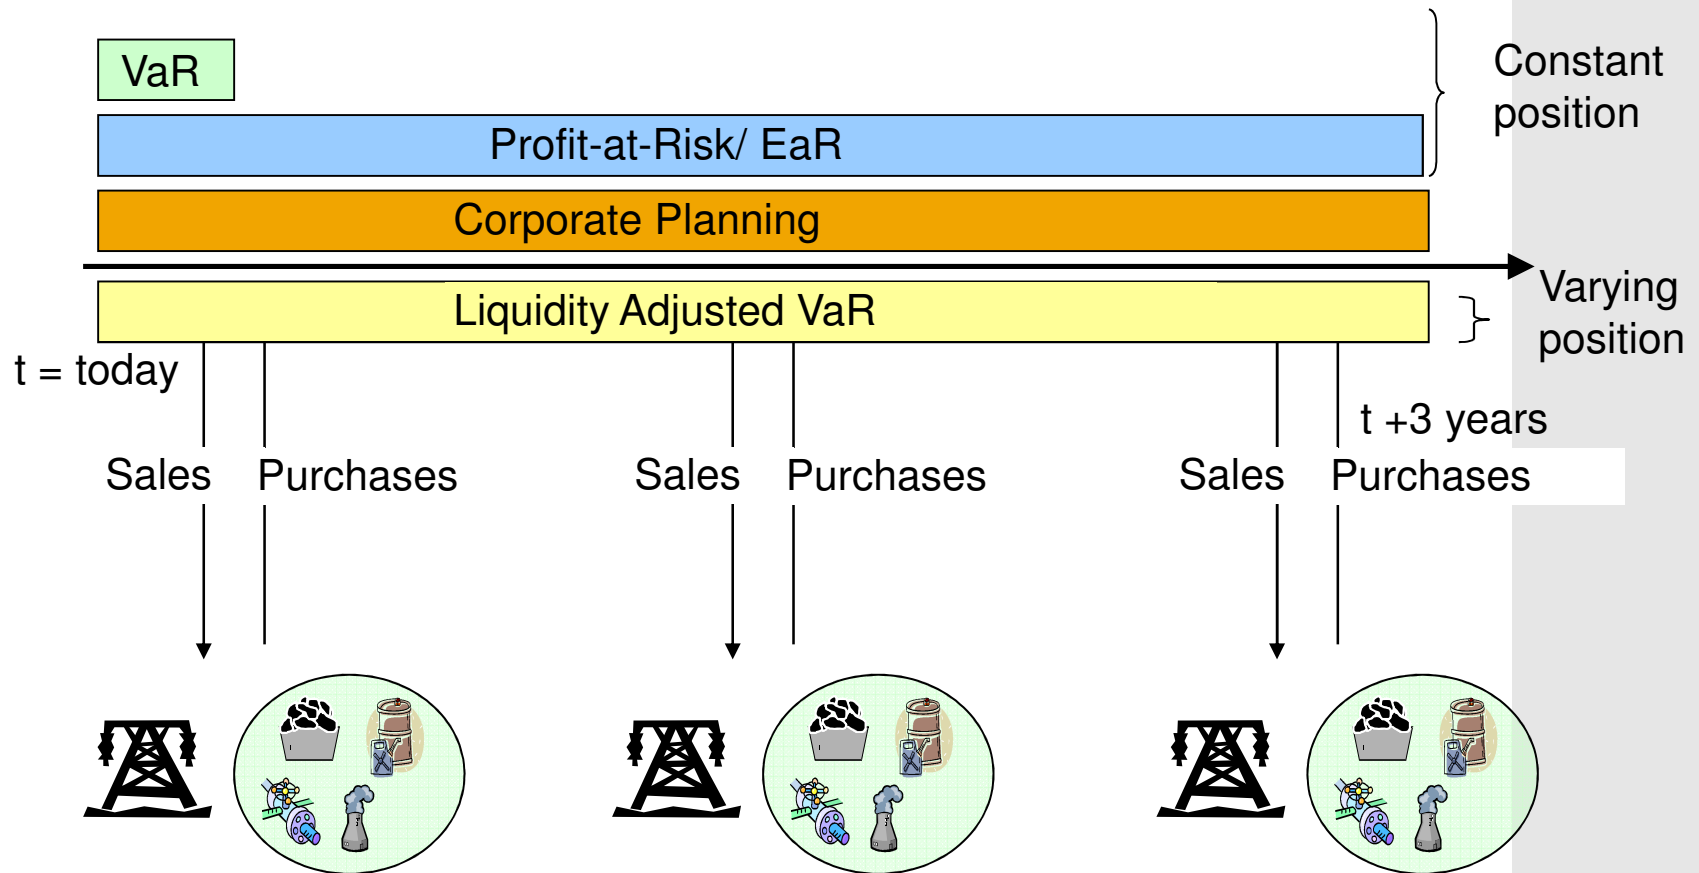 VaR
Constant
position
Profit-at-Risk/ EaR
Corporate Planning
Varying
position
Liquidity Adjusted VaR
t = today
t +3 years
Sales Purchases Sales Purchases Sales Purchases